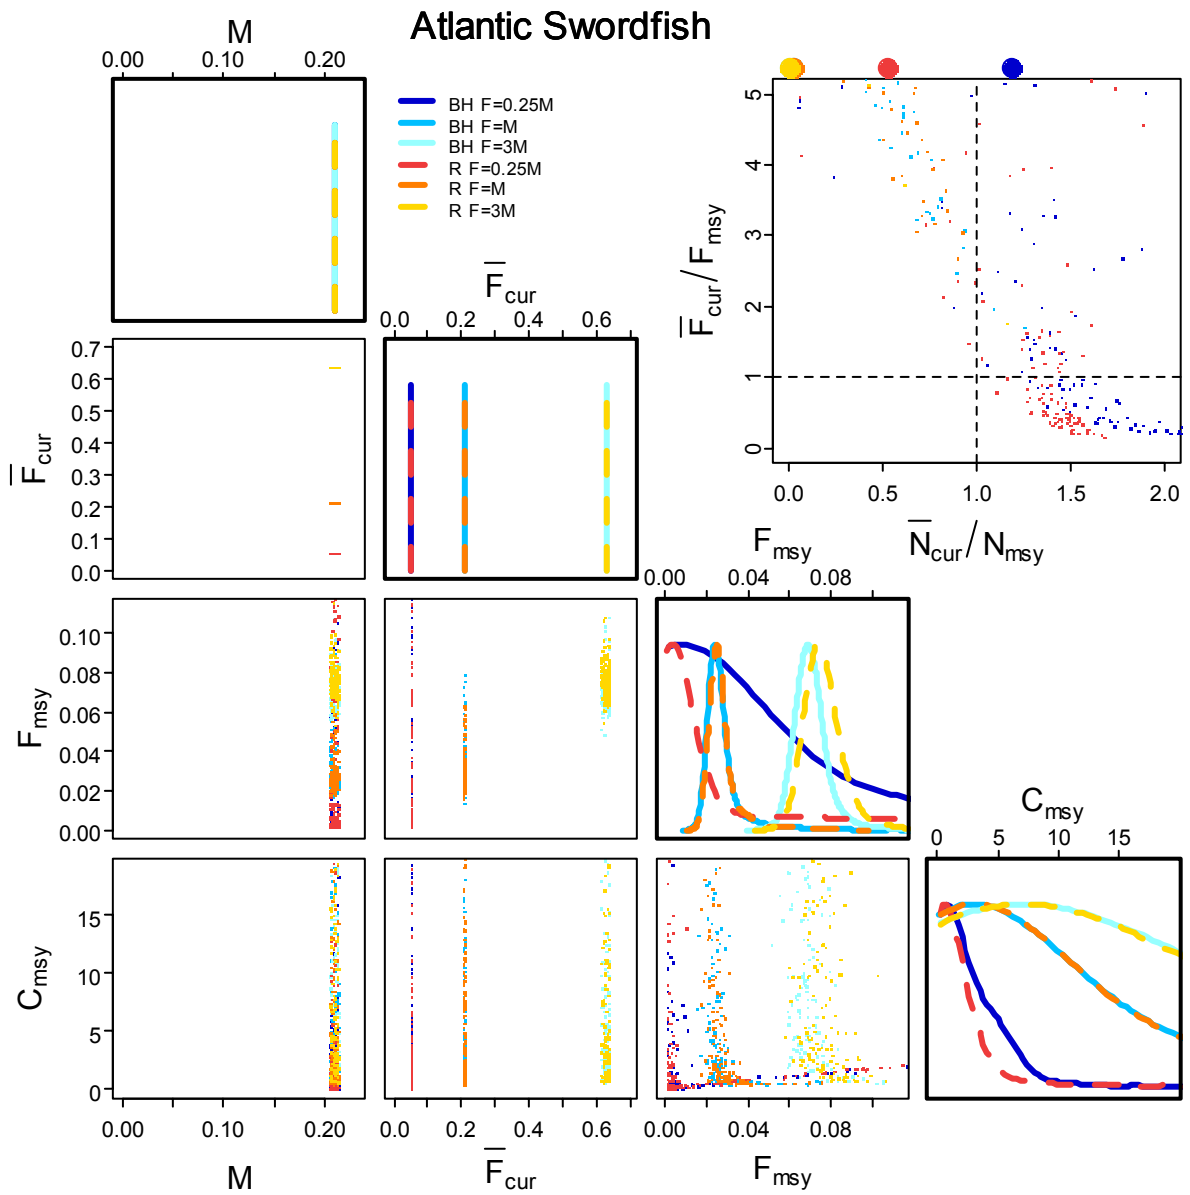 Atlantic Swordfish
M
0.00 0.10 0.20
BH F=0.25M
BH F=M
BH F=3M
R F=0.25M
R F=M
R F=3M
F̅cur/Fmsy
5
4
3
2
1
0
0.0 0.5 1.0 1.5 2.0
N̅cur/Nmsy
F̅cur
0.0 0.2 0.6
F̅cur
0.7
0.6
0.5
0.4
0.3
0.2
0.1
0.0
Fmsy
0.00 0.04 0.08
Fmsy
0.10
0.08
0.06
0.04
0.02
0.00
Cmsy
0 5 10 15
Cmsy
15
10
5
0
0.00 0.10 0.20
M
0.0 0.2 0.4 0.6
F̅cur
0.00 0.04 0.08
Fmsy